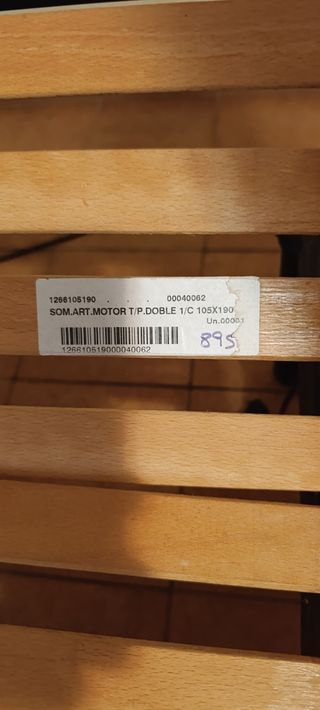 1266105190 . . . 00040062
SOM.ART.MOTOR T/P.DOBLE 1/C 105X190
Un.00001
895
126610519000040062